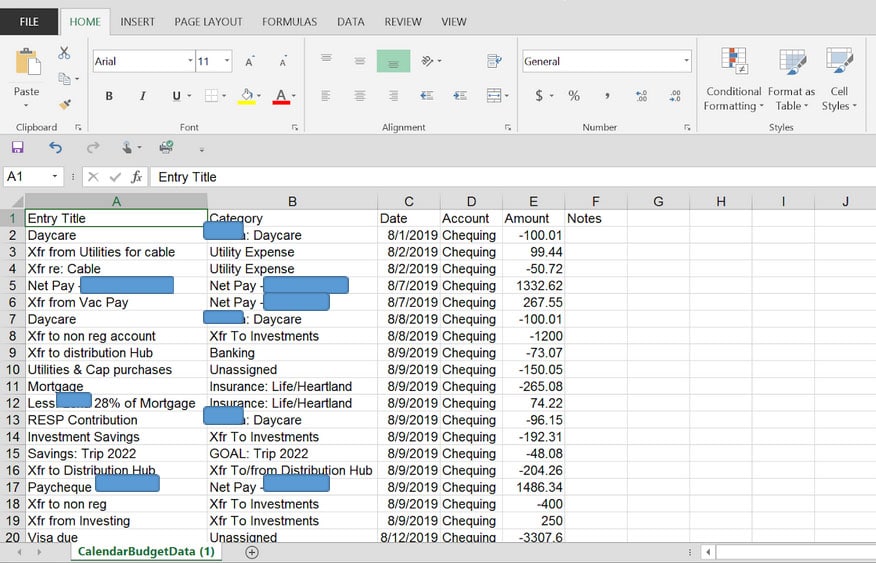 FILE HOME INSERT PAGE LAYOUT FORMULAS DATA REVIEW VIEW
Arial 11 A A General
Paste B I U A $ % , Conditional Format as Cell
Formatting Table Styles
Clipboard Font Alignment Number Styles
A1 fx Entry Title
A B C D E F G H I J
1 Entry Title Category Date Account Amount Notes
2 Daycare : Daycare 8/1/2019 Chequing -100.01
3 Xfr from Utilities for cable Utility Expense 8/2/2019 Chequing 99.44
4 Xfr re: Cable Utility Expense 8/2/2019 Chequing -50.72
5 Net Pay - Net Pay - 8/7/2019 Chequing 1332.62
6 Xfr from Vac Pay Net Pay - 8/7/2019 Chequing 267.55
7 Daycare : Daycare 8/8/2019 Chequing -100.01
8 Xfr to non reg account Xfr To Investments 8/8/2019 Chequing -1200
9 Xfr to distribution Hub Banking 8/9/2019 Chequing -73.07
10 Utilities & Cap purchases Unassigned 8/9/2019 Chequing -150.05
11 Mortgage Insurance: Life/Heartland 8/9/2019 Chequing -265.08
12 Less 28% of Mortgage Insurance: Life/Heartland 8/9/2019 Chequing 74.22
13 RESP Contribution : Daycare 8/9/2019 Chequing -96.15
14 Investment Savings Xfr To Investments 8/9/2019 Chequing -192.31
15 Savings: Trip 2022 GOAL: Trip 2022 8/9/2019 Chequing -48.08
16 Xfr to Distribution Hub Xfr To/from Distribution Hub 8/9/2019 Chequing -204.26
17 Paycheque Net Pay - 8/9/2019 Chequing 1486.34
18 Xfr to non reg Xfr To Investments 8/9/2019 Chequing -400
19 Xfr from Investing Xfr To Investments 8/9/2019 Chequing 250
20 Visa due Unassigned 8/12/2019 Chequing -3307.6
CalendarBudgetData (1)